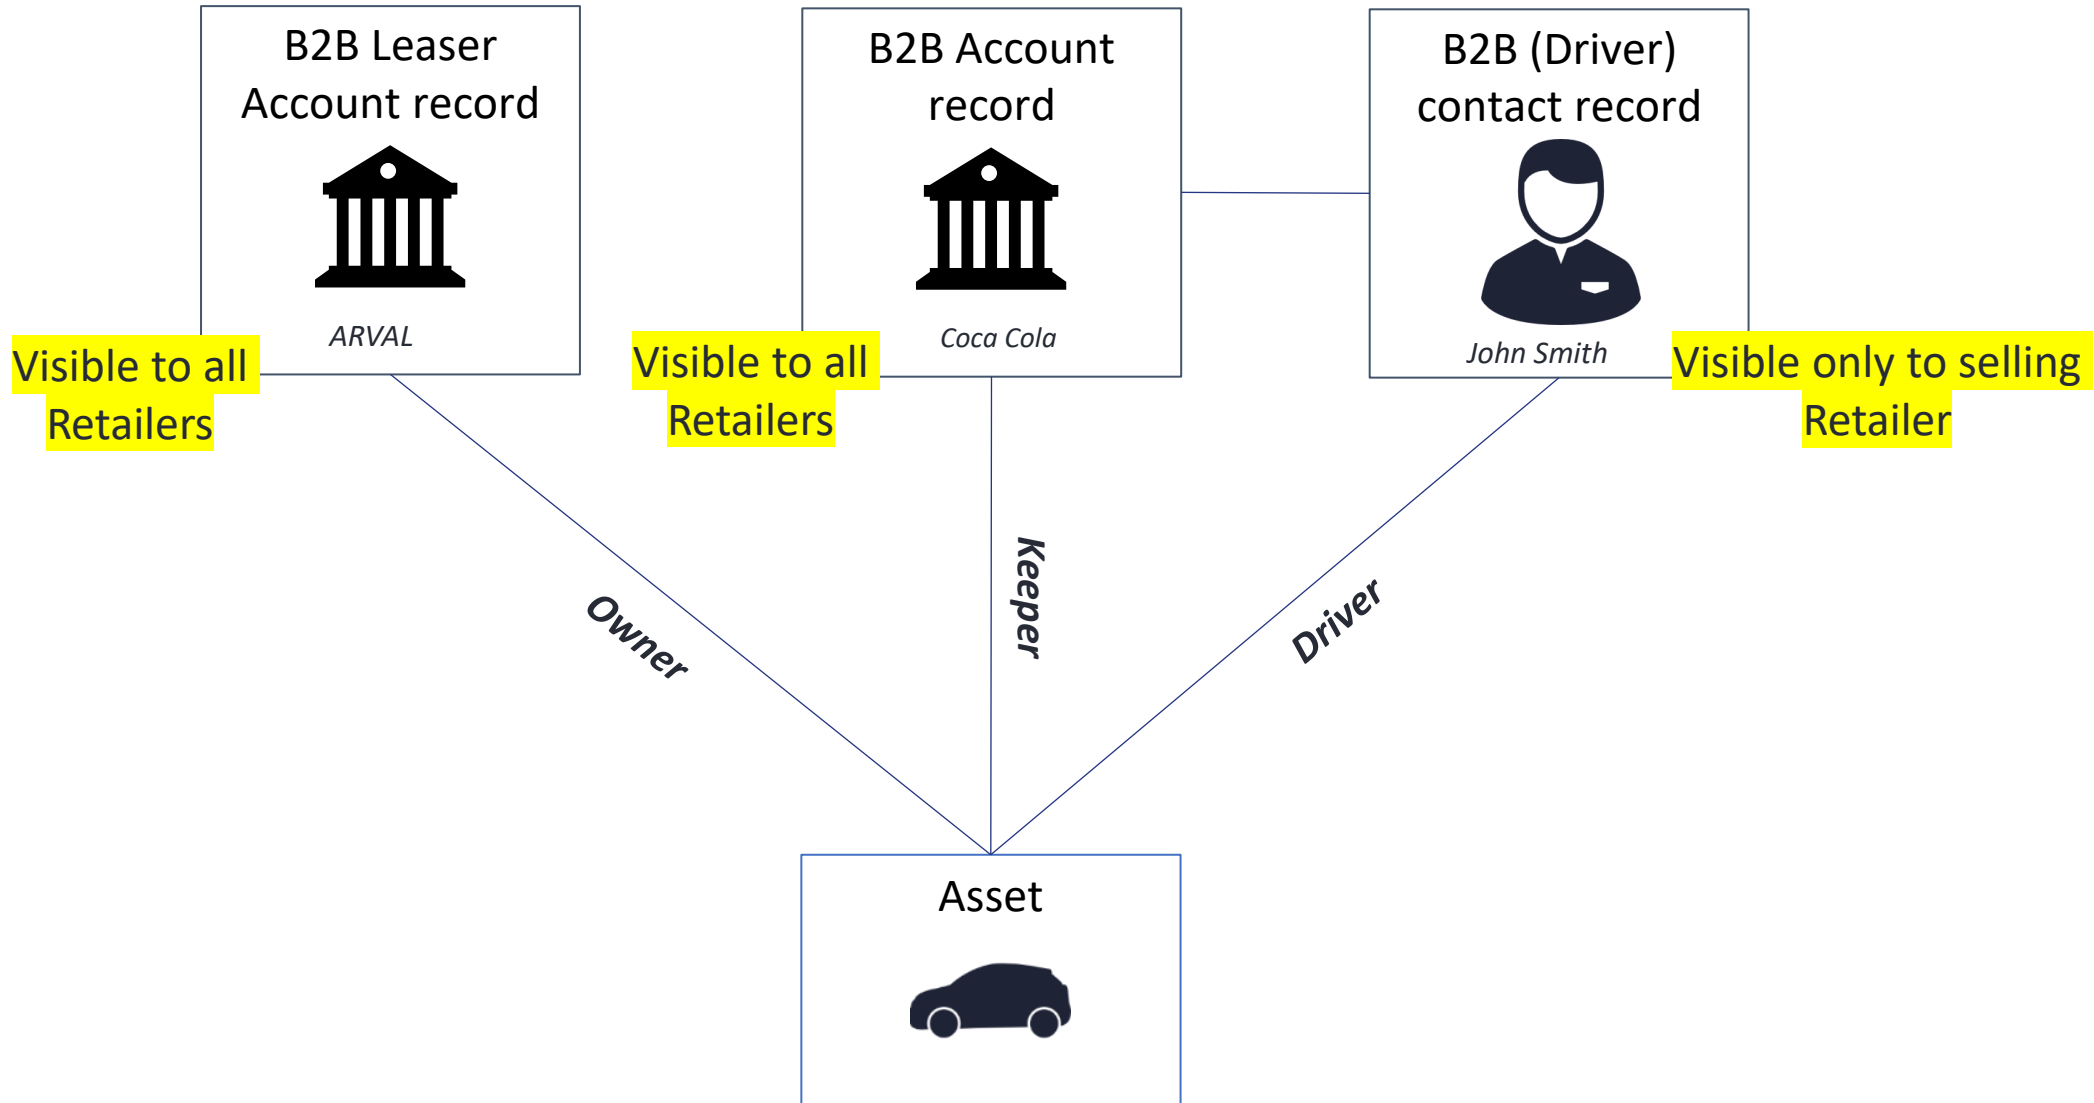 B2B Leaser
Account record
ARVAL
Visible to all
Retailers
B2B Account
record
Coca Cola
Visible to all
Retailers
B2B (Driver)
contact record
John Smith
Visible only to selling
Retailer
Owner
Keeper
Driver
Asset